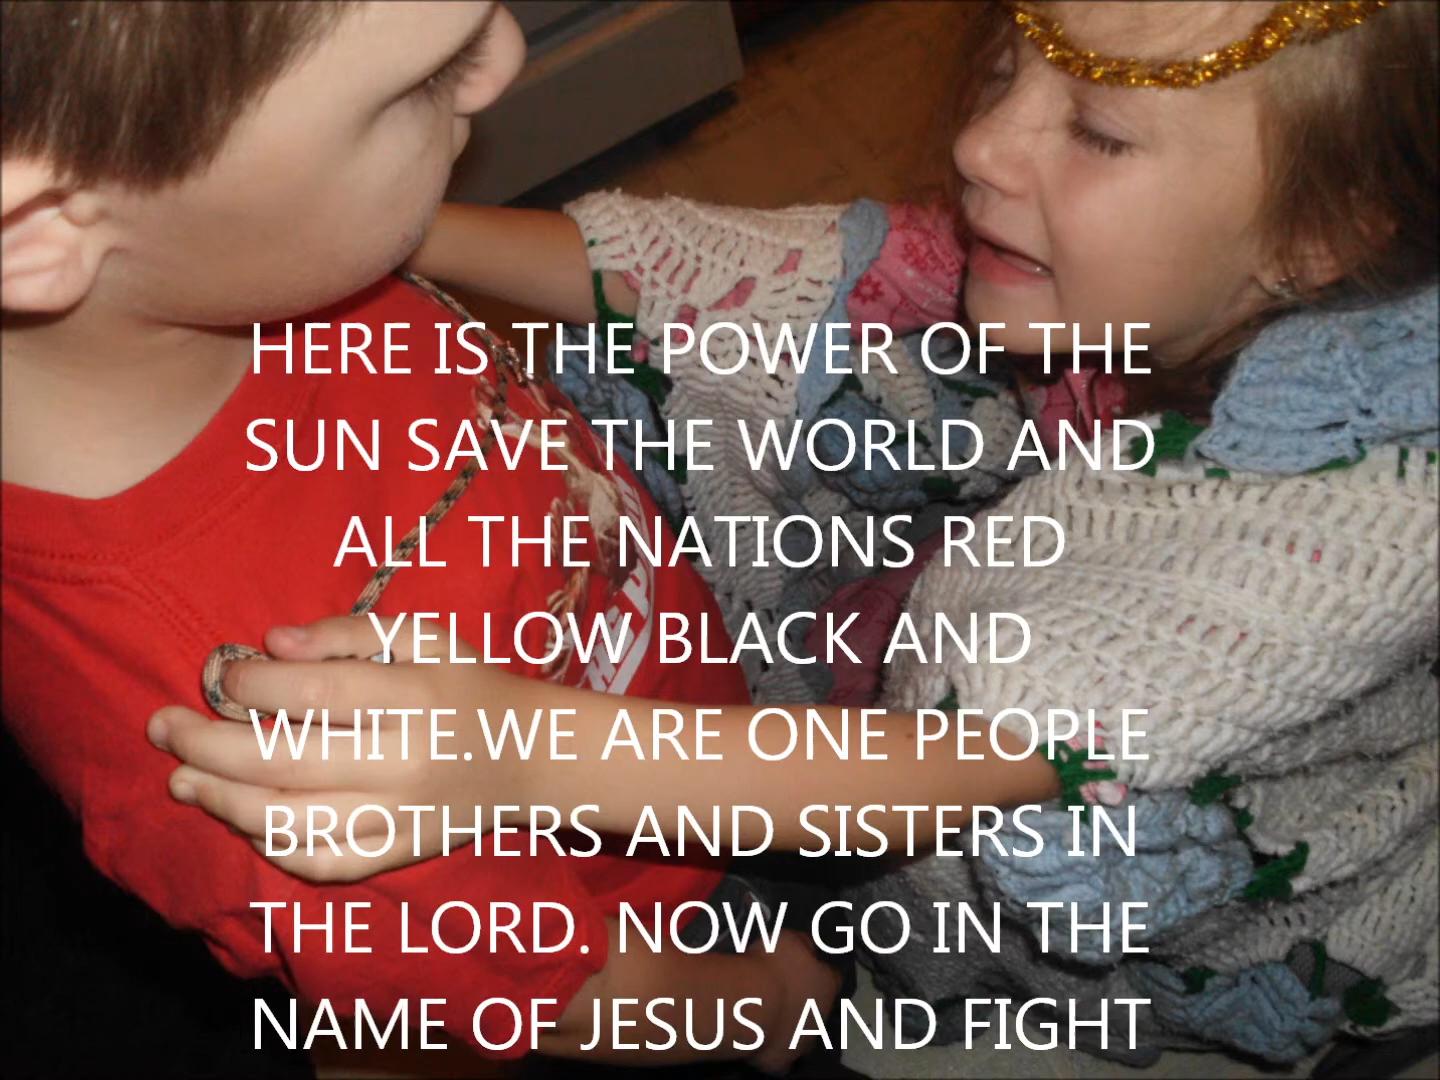 HERE IS THE POWER OF THE
SUN SAVE THE WORLD AND
ALL THE NATIONS RED
YELLOW BLACK AND
WHITE.WE ARE ONE PEOPLE
BROTHERS AND SISTERS IN
THE LORD. NOW GO IN THE
NAME OF JESUS AND FIGHT